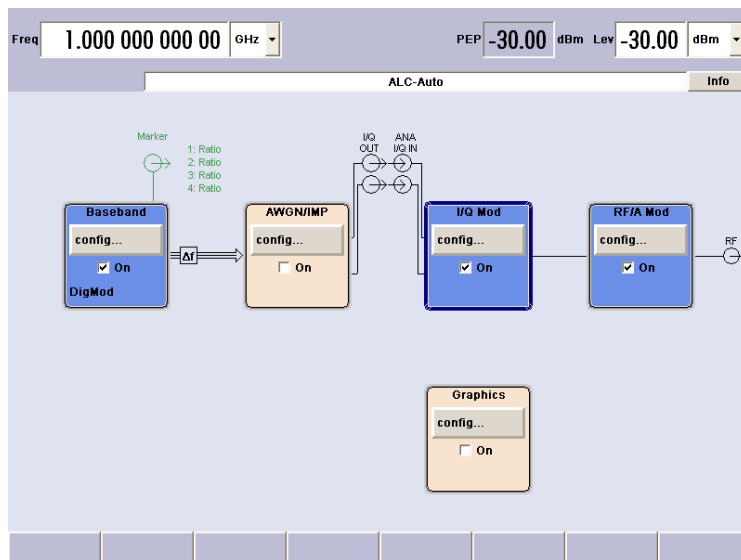 Freq 1.000 000 000 00 GHz PEP -30.00 dBm Lev -30.00 dBm
ALC-Auto Info
Marker
1: Ratio
2: Ratio
3: Ratio
4: Ratio
I/Q OUT
ANA I/Q IN
Baseband
config...
On
DigMod
Δf
AWGN/IMP
config...
On
I/Q Mod
config...
On
RF/A Mod
config...
On
RF
Graphics
config...
On